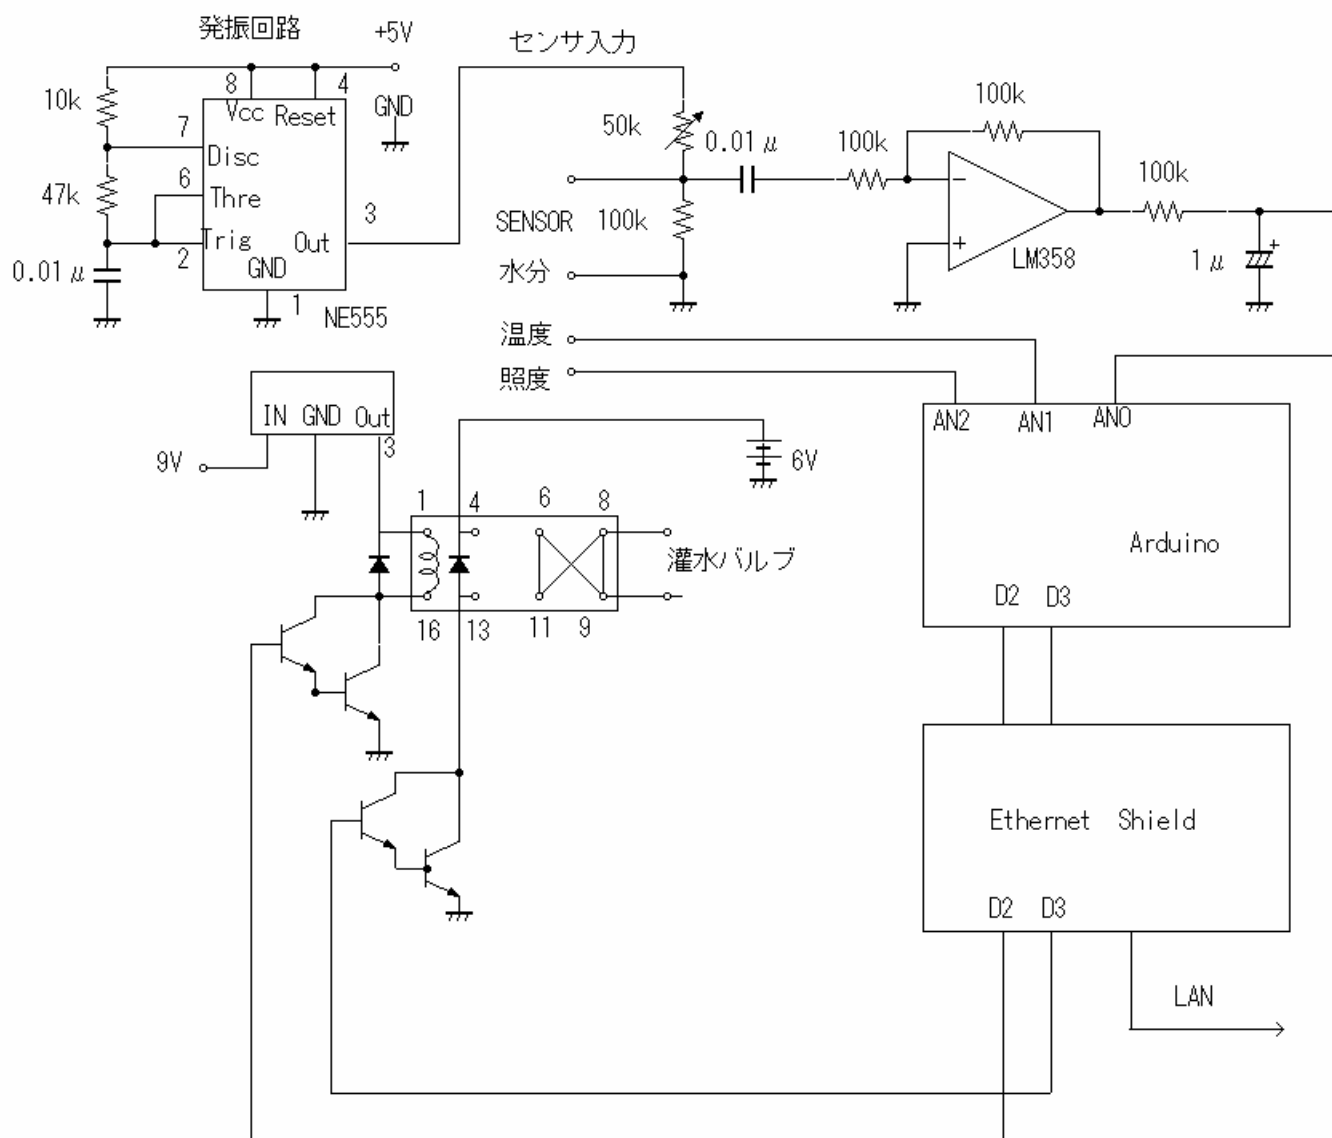 発振回路
+5V
センサ入力
10k
8
4
Vcc
Reset
GND
7
Disc
47k
6
Thre
3
Trig
Out
2
GND
0.01μ
1
NE555
50k
0.01μ
100k
100k
100k
SENSOR
100k
水分
−
+
LM358
1μ
+
温度
照度
AN2
AN1
AN0
IN GND Out
3
9V
6V
1
4
6
8
灌水バルブ
16
13
11
9
Arduino
D2
D3
Ethernet Shield
D2
D3
LAN